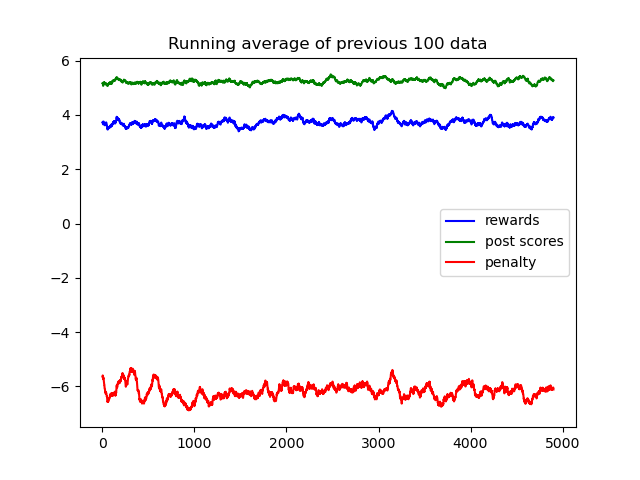 Running average of previous 100 data
6
4
2
0
−2
−4
−6
rewards
post scores
penalty
0 1000 2000 3000 4000 5000